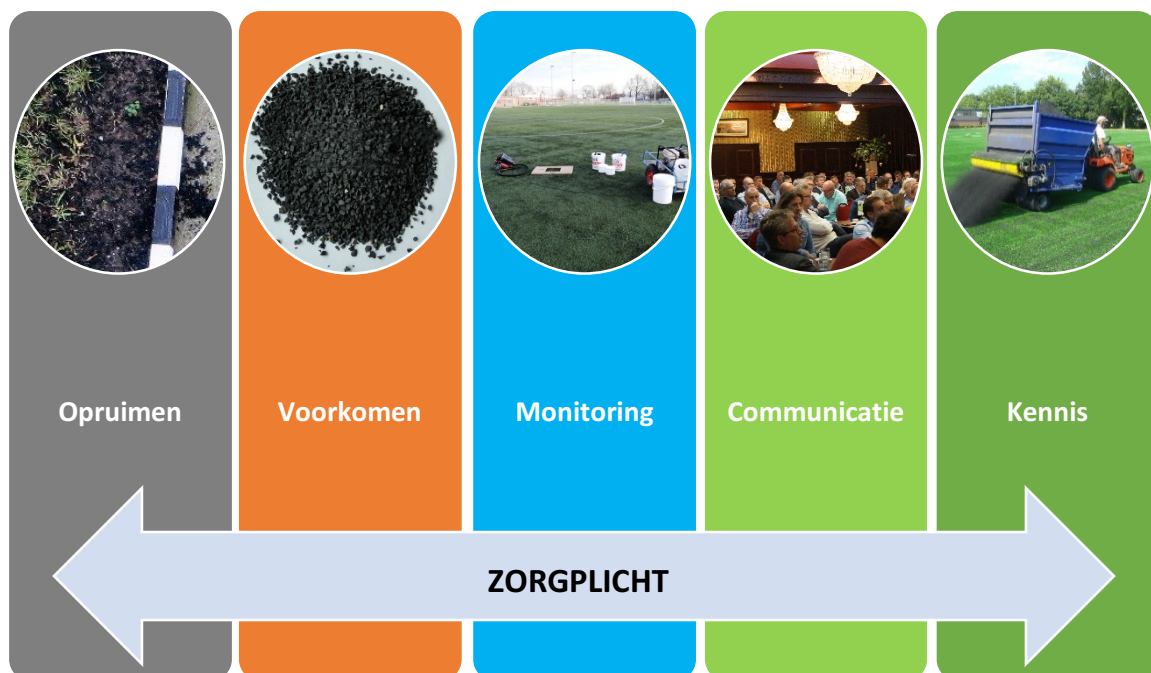 Opruimen
Voorkomen
Monitoring
Communicatie
Kennis
ZORGPLICHT